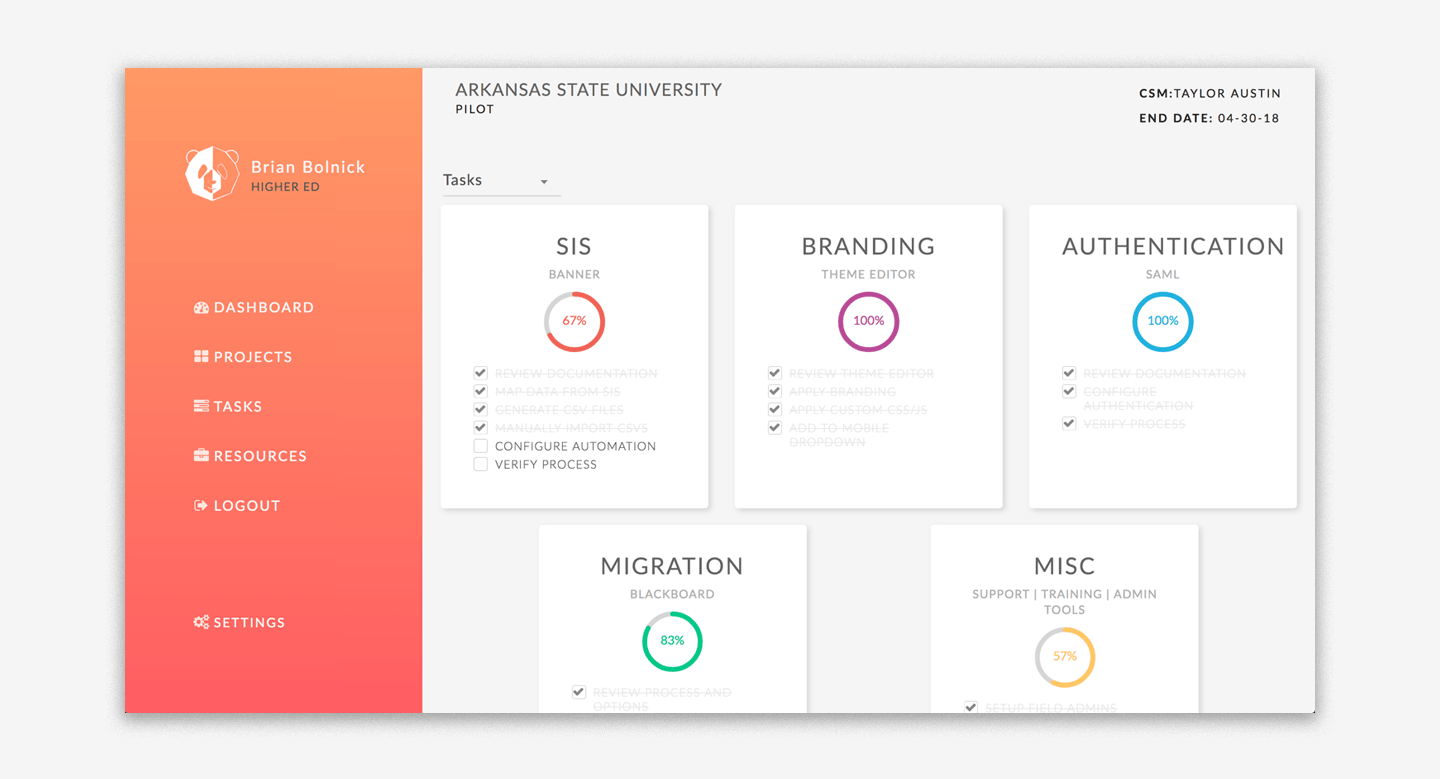 Brian Bolnick
HIGHER ED
DASHBOARD
PROJECTS
TASKS
RESOURCES
LOGOUT
SETTINGS
ARKANSAS STATE UNIVERSITY
PILOT
CSM:TAYLOR AUSTIN
END DATE: 04-30-18
Tasks
SIS
BANNER
67%
REVIEW DOCUMENTATION
MAP DATA FROM SIS
GENERATE CSV FILES
MANUALLY IMPORT CSVS
CONFIGURE AUTOMATION
VERIFY PROCESS
BRANDING
THEME EDITOR
100%
REVIEW THEME EDITOR
APPLY BRANDING
APPLY CUSTOM CSS/JS
ADD TO MOBILE
DROPDOWN
AUTHENTICATION
SAML
100%
REVIEW DOCUMENTATION
CONFIGURE
AUTHENTICATION
VERIFY PROCESS
MIGRATION
BLACKBOARD
83%
REVIEW PROCESS AND
OPTIONS
MISC
SUPPORT | TRAINING | ADMIN
TOOLS
57%
SETUP FIELD ADMINS